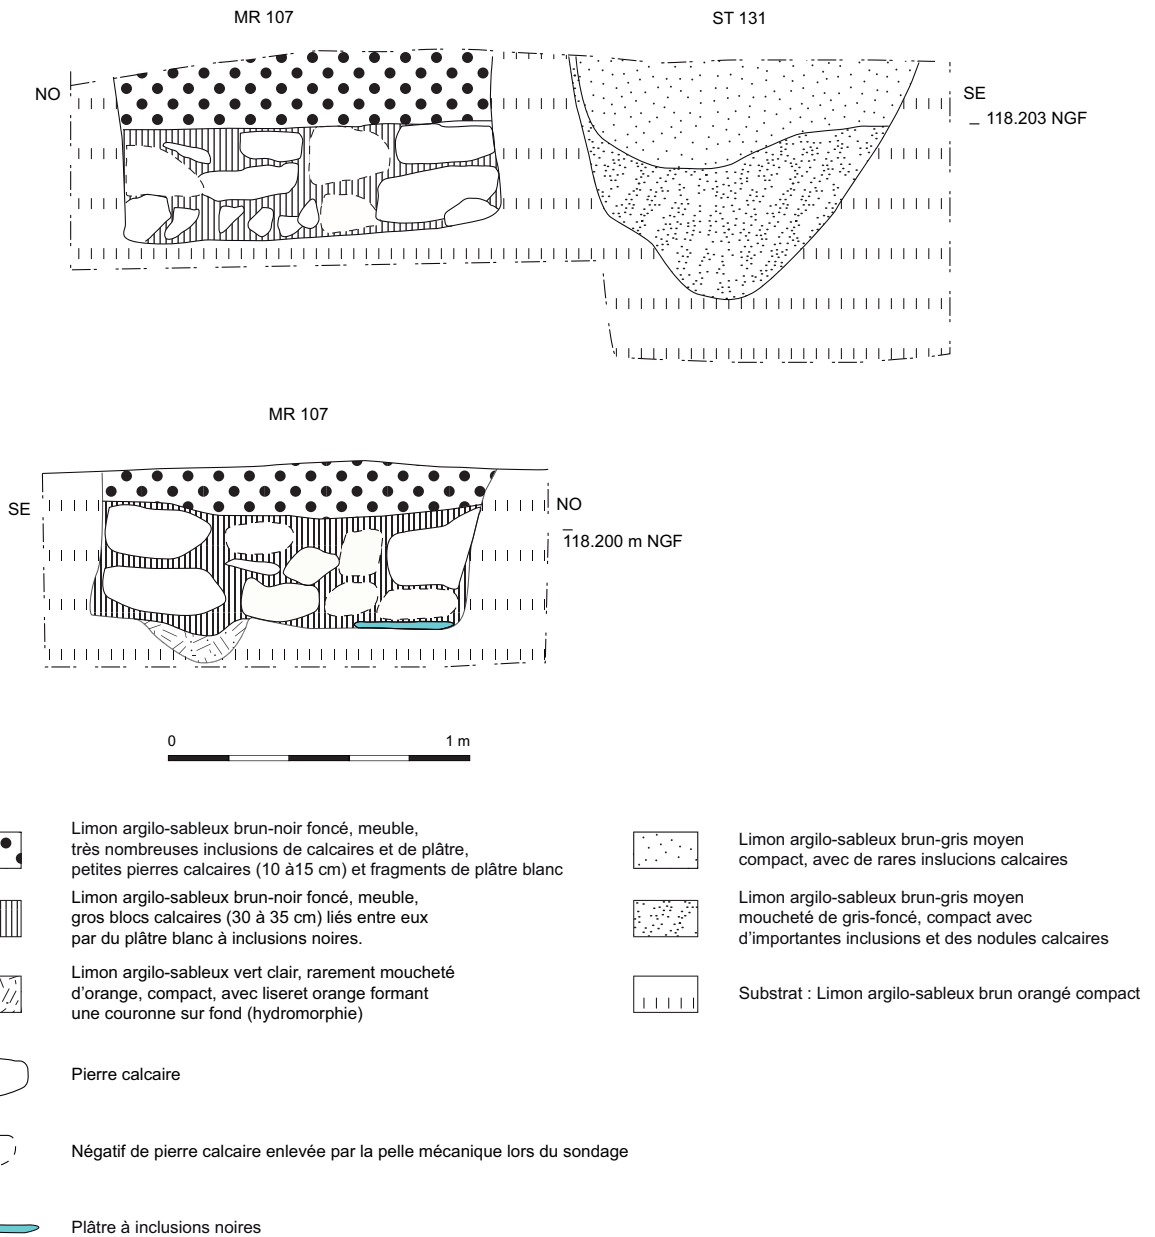 MR 107
ST 131
NO
SE
118.203 NGF
MR 107
SE
NO
118.200 m NGF
0
1 m
Limon argilo-sableux brun-noir foncé, meuble,
très nombreuses inclusions de calcaires et de plâtre,
petites pierres calcaires (10 à15 cm) et fragments de plâtre blanc
Limon argilo-sableux brun-noir foncé, meuble,
gros blocs calcaires (30 à 35 cm) liés entre eux
par du plâtre blanc à inclusions noires.
Limon argilo-sableux vert clair, rarement moucheté
d'orange, compact, avec liseret orange formant
une couronne sur fond (hydromorphie)
Pierre calcaire
Négatif de pierre calcaire enlevée par la pelle mécanique lors du sondage
Plâtre à inclusions noires
Limon argilo-sableux brun-gris moyen
compact, avec de rares inslucions calcaires
Limon argilo-sableux brun-gris moyen
moucheté de gris-foncé, compact avec
d'importantes inclusions et des nodules calcaires
Substrat : Limon argilo-sableux brun orangé compact